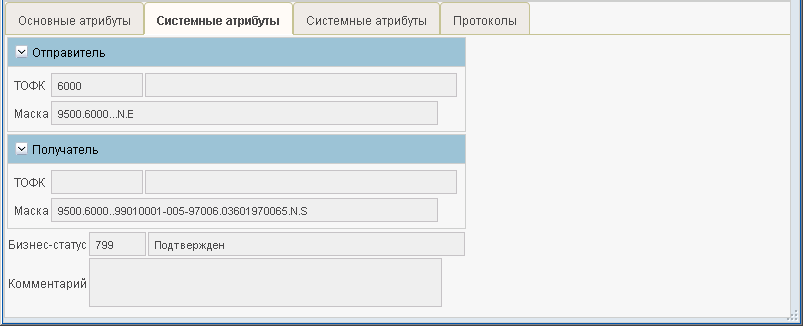 Основные атрибуты Системные атрибуты Системные атрибуты Протоколы
Отправитель
ТОФК 6000
Маска 9500.6000...N.E
Получатель
ТОФК
Маска 9500.6000..99010001-005-97006.03601970065.N.S
Бизнес-статус 799 Подтвержден
Комментарий